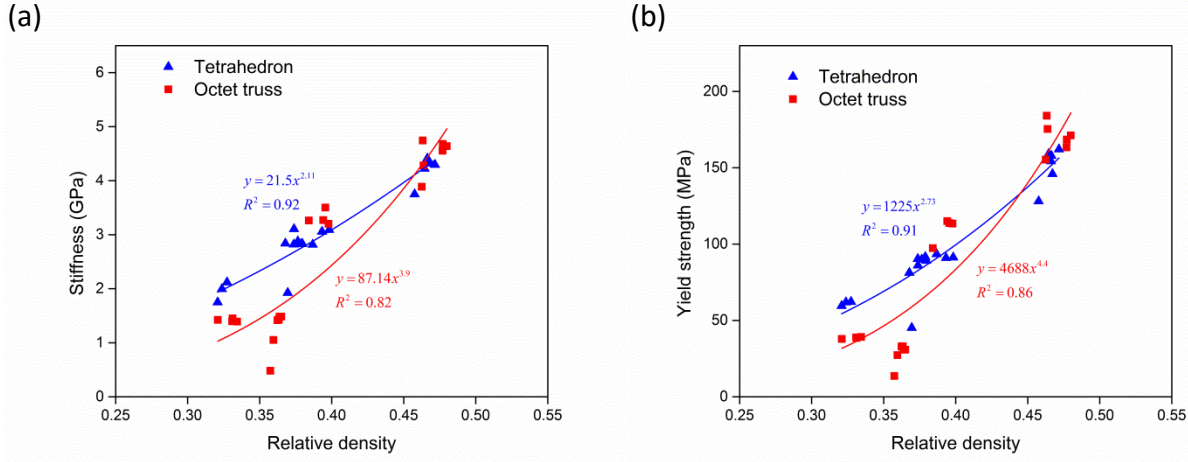 (a)
Tetrahedron
Octet truss
y = 21.5x^2.11
R² = 0.92
y = 87.14x^3.9
R² = 0.82
Stiffness (GPa)
6
5
4
3
2
1
0
0.25 0.30 0.35 0.40 0.45 0.50 0.55
Relative density
(b)
Tetrahedron
Octet truss
y = 1225x^2.73
R² = 0.91
y = 4688x^4.4
R² = 0.86
Yield strength (MPa)
200
150
100
50
0
0.25 0.30 0.35 0.40 0.45 0.50 0.55
Relative density